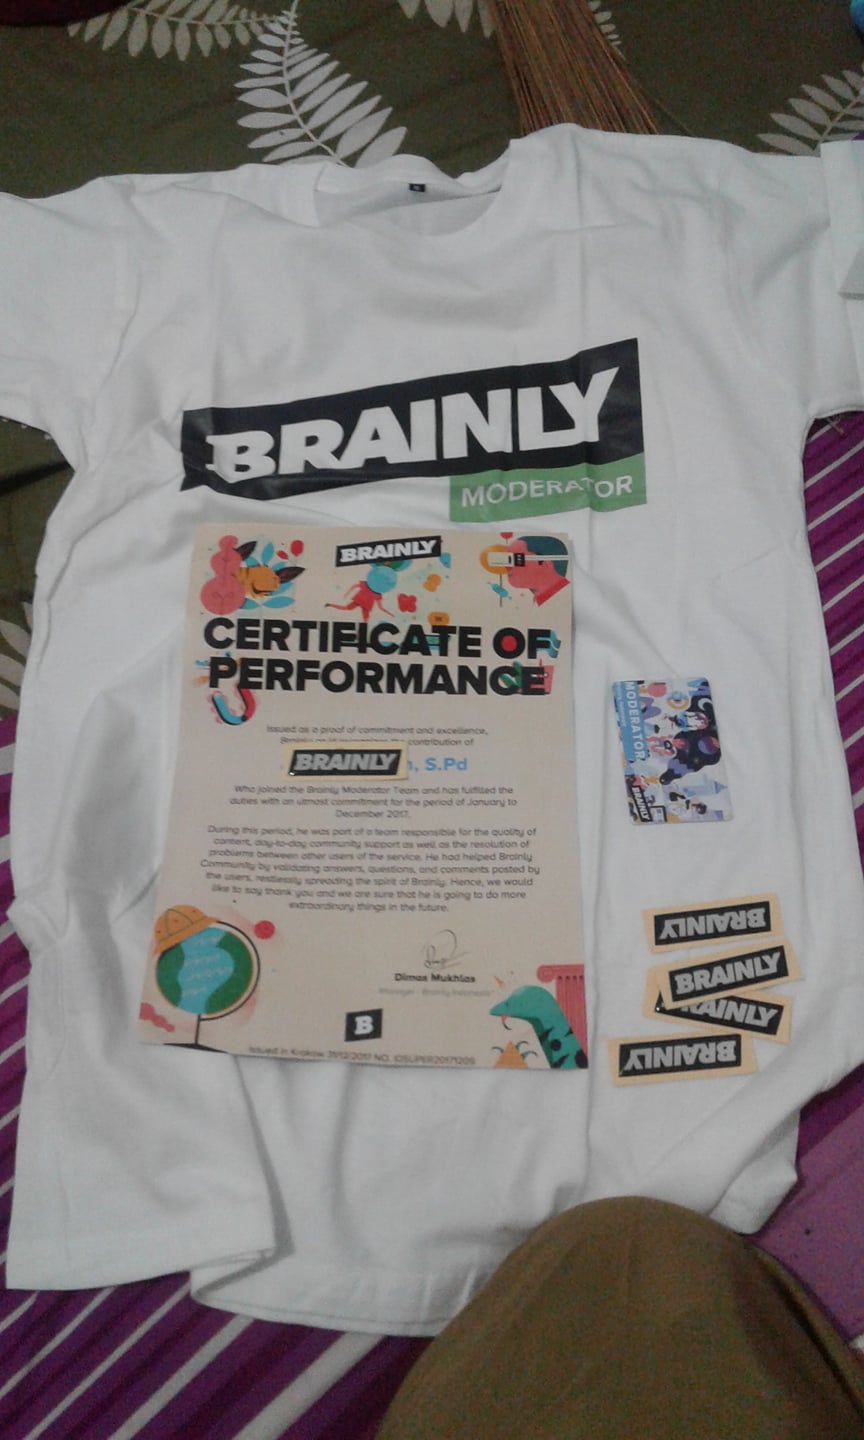 BRAINLY
MODERATOR
BRAINLY
CERTIFICATE OF
PERFORMANCE
Issued as a proof of commitment and excellence,
contribution of
BRAINLY , S.Pd
Who joined the Brainly Moderator Team and has fulfilled the
duties with an utmost commitment for the period of January to
December 2017.
During this period, he was part of a team responsible for the quality of
content, day-to-day community support as well as the resolution of
problems between other users of the service. He had helped Brainly
Community by validating answers, questions, and comments posted by
the users, restlessly spreading the spirit of Brainly. Hence, we would
like to say thank you and we are sure that he is going to do more
extraordinary things in the future.
Dimas Mukhlas
Manager - Brainly Indonesia
B
Issued in Krakow 31/12/2017 NO. IDSUPER20171209
MODERATOR
BRAINLY
BRAINLY
BRAINLY
BRAINLY
BRAINLY